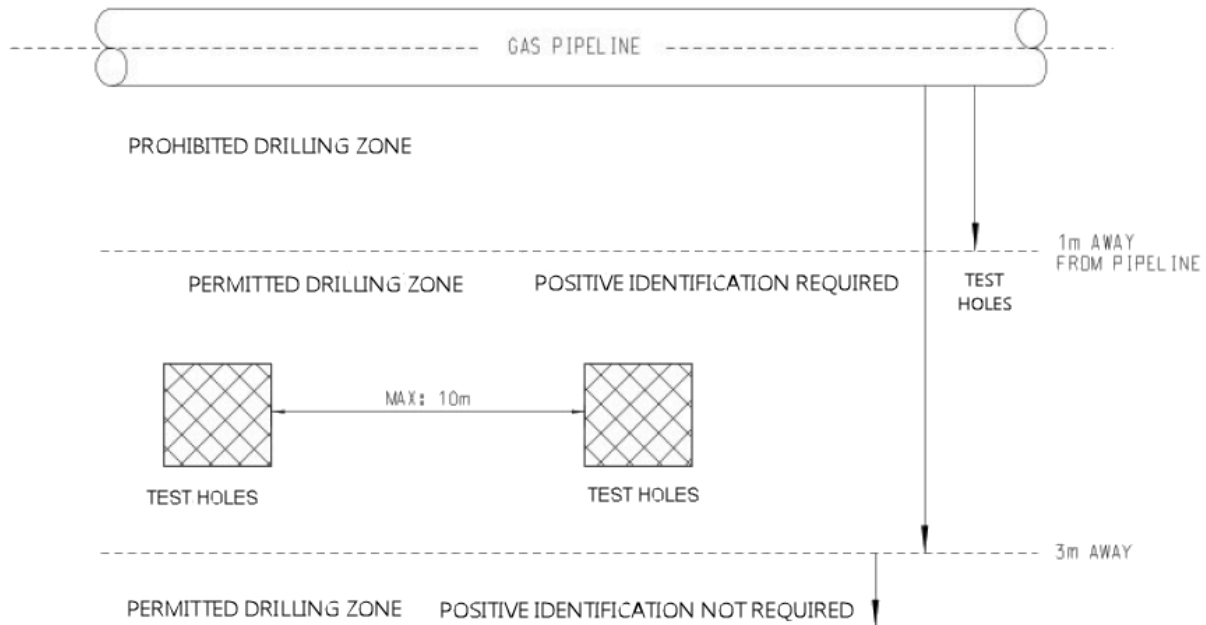 GAS PIPELINE
PROHIBITED DRILLING ZONE
1m AWAY
FROM PIPELINE
PERMITTED DRILLING ZONE
POSITIVE IDENTIFICATION REQUIRED
TEST
HOLES
MAX: 10m
TEST HOLES
TEST HOLES
3m AWAY
PERMITTED DRILLING ZONE
POSITIVE IDENTIFICATION NOT REQUIRED